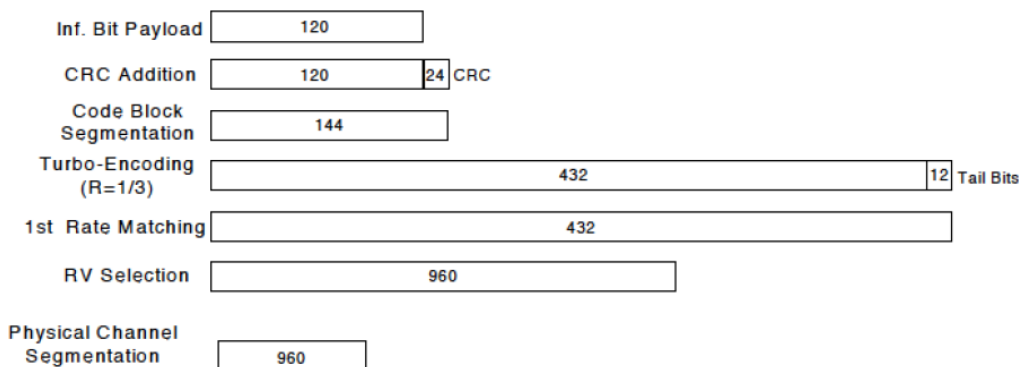 Inf. Bit Payload 120
CRC Addition 120 24 CRC
Code Block
Segmentation 144
Turbo-Encoding
(R=1/3) 432 12 Tail Bits
1st Rate Matching 432
RV Selection 960
Physical Channel
Segmentation 960